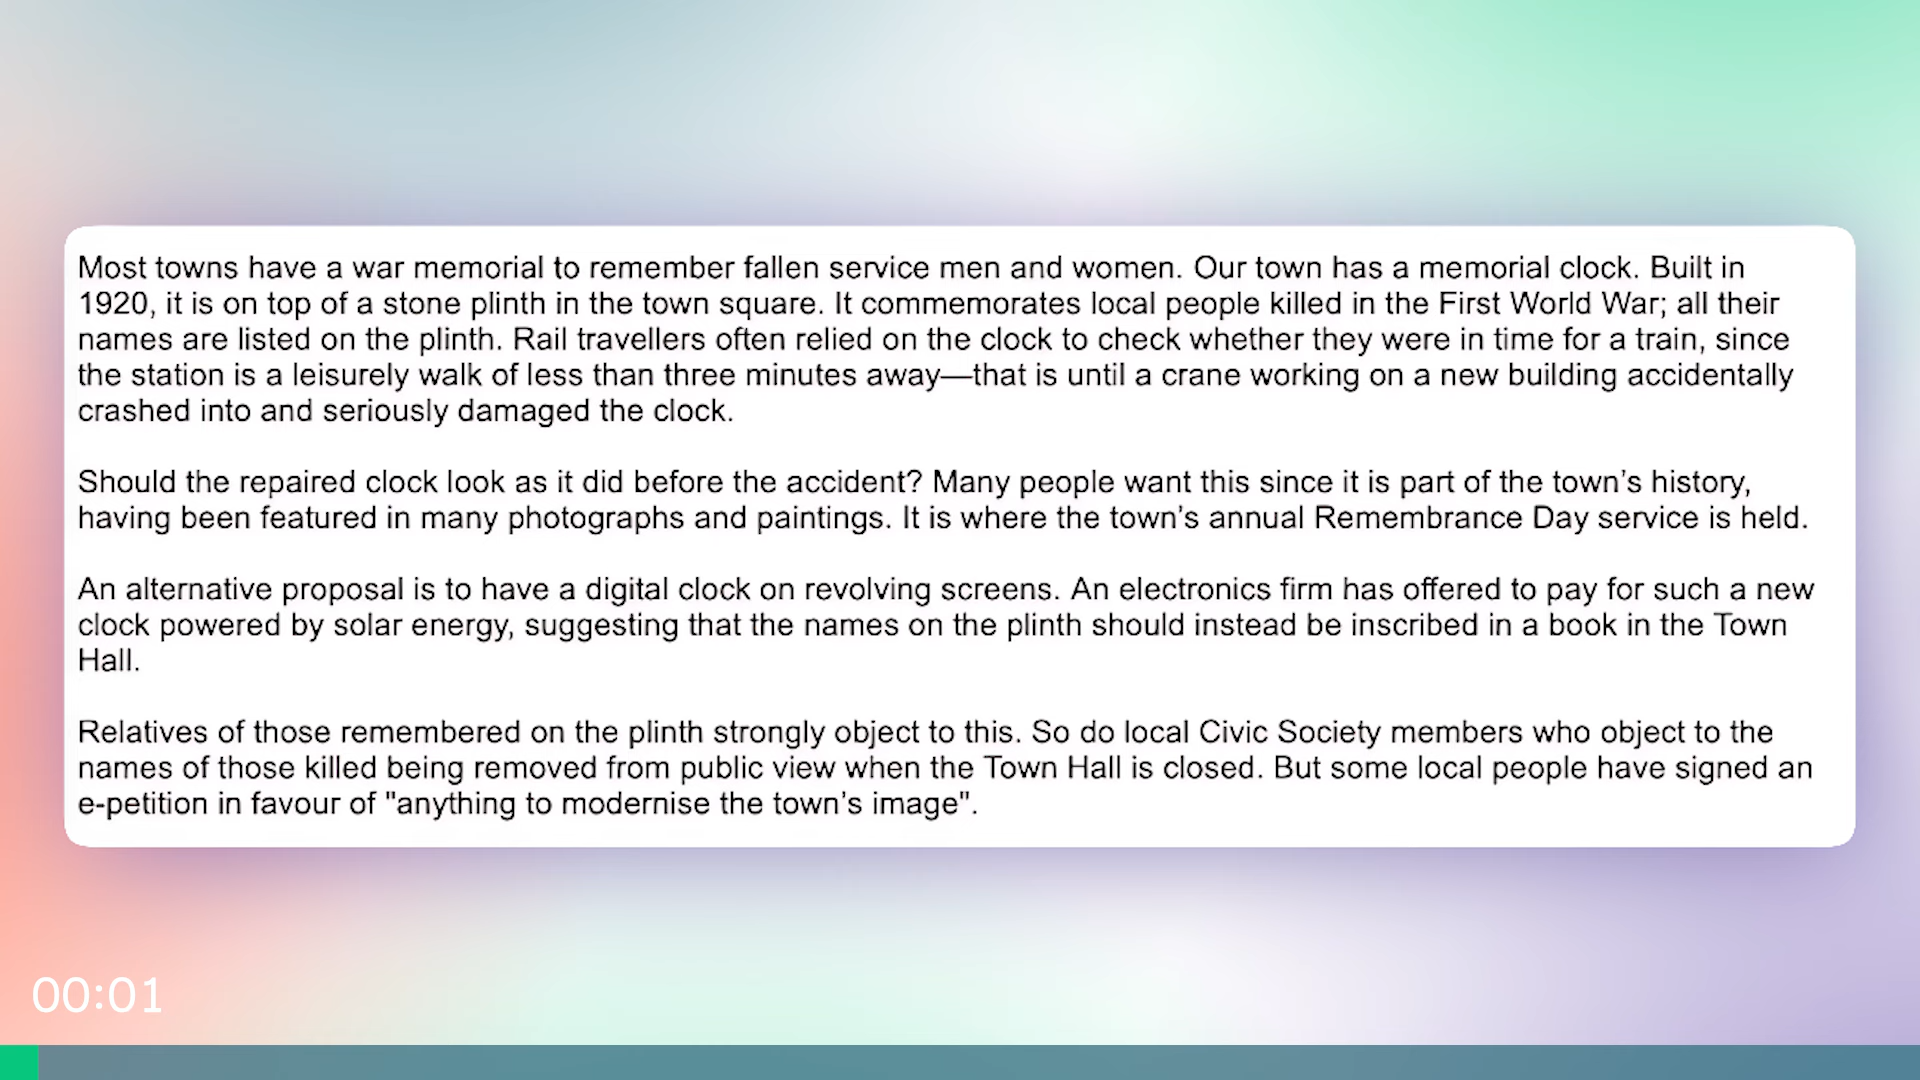 Most towns have a war memorial to remember fallen service men and women. Our town has a memorial clock. Built in
1920, it is on top of a stone plinth in the town square. It commemorates local people killed in the First World War; all their
names are listed on the plinth. Rail travellers often relied on the clock to check whether they were in time for a train, since
the station is a leisurely walk of less than three minutes away—that is until a crane working on a new building accidentally
crashed into and seriously damaged the clock.
Should the repaired clock look as it did before the accident? Many people want this since it is part of the town’s history,
having been featured in many photographs and paintings. It is where the town’s annual Remembrance Day service is held.
An alternative proposal is to have a digital clock on revolving screens. An electronics firm has offered to pay for such a new
clock powered by solar energy, suggesting that the names on the plinth should instead be inscribed in a book in the Town
Hall.
Relatives of those remembered on the plinth strongly object to this. So do local Civic Society members who object to the
names of those killed being removed from public view when the Town Hall is closed. But some local people have signed an
e-petition in favour of "anything to modernise the town’s image".
00:01